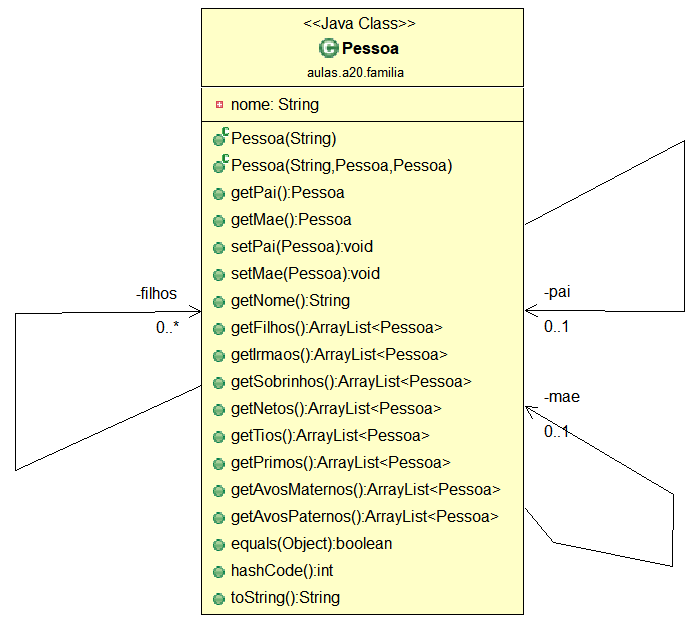 <<Java Class>>
C Pessoa
aulas.a20.familia
nome: String
Pessoa(String)
Pessoa(String,Pessoa,Pessoa)
getPai():Pessoa
getMae():Pessoa
setPai(Pessoa):void
setMae(Pessoa):void
getNome():String
getFilhos():ArrayList<Pessoa>
getIrmaos():ArrayList<Pessoa>
getSobrinhos():ArrayList<Pessoa>
getNetos():ArrayList<Pessoa>
getTios():ArrayList<Pessoa>
getPrimos():ArrayList<Pessoa>
getAvosMaternos():ArrayList<Pessoa>
getAvosPaternos():ArrayList<Pessoa>
equals(Object):boolean
hashCode():int
toString():String
-filhos
0..*
-pai
0..1
-mae
0..1